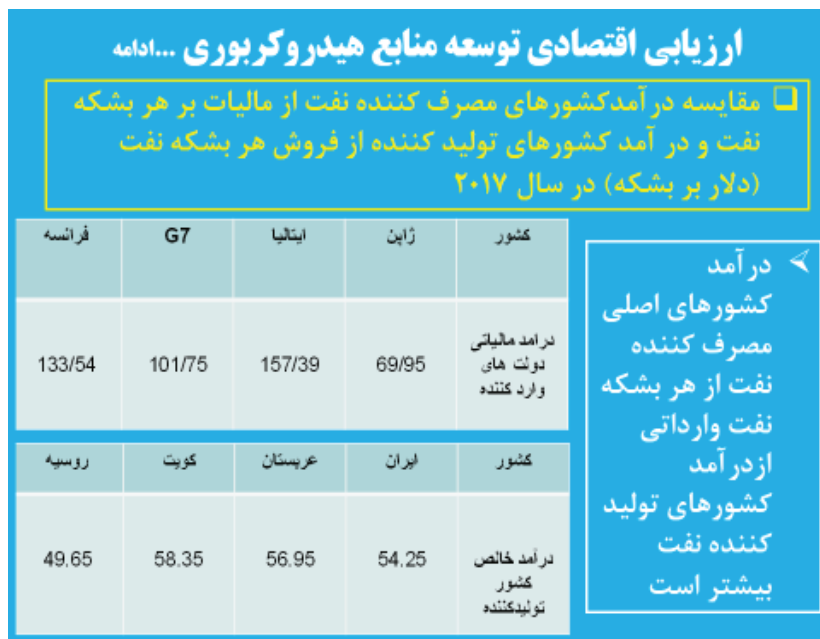 ارزیابی اقتصادی توسعه منابع هیدروکربوری ...ادامه
مقایسه درآمدکشورهای مصرف کننده نفت از مالیات بر هر بشکه
نفت و در آمد کشورهای تولید کننده از فروش هر بشکه نفت
(دلار بر بشکه) در سال ۲۰۱۷
درآمد
کشورهای اصلی
مصرف کننده
نفت از هر بشکه
نفت وارداتی
ازدرآمد
کشورهای تولید
کننده نفت
بیشتر است
کشور ژاپن ایتالیا G7 فرانسه
درامد مالیاتی
دولت های
وارد کننده
69/95 157/39 101/75 133/54
کشور ایران عربستان کویت روسیه
درآمد خالص
کشور
تولیدکننده
54.25 56.95 58.35 49.65